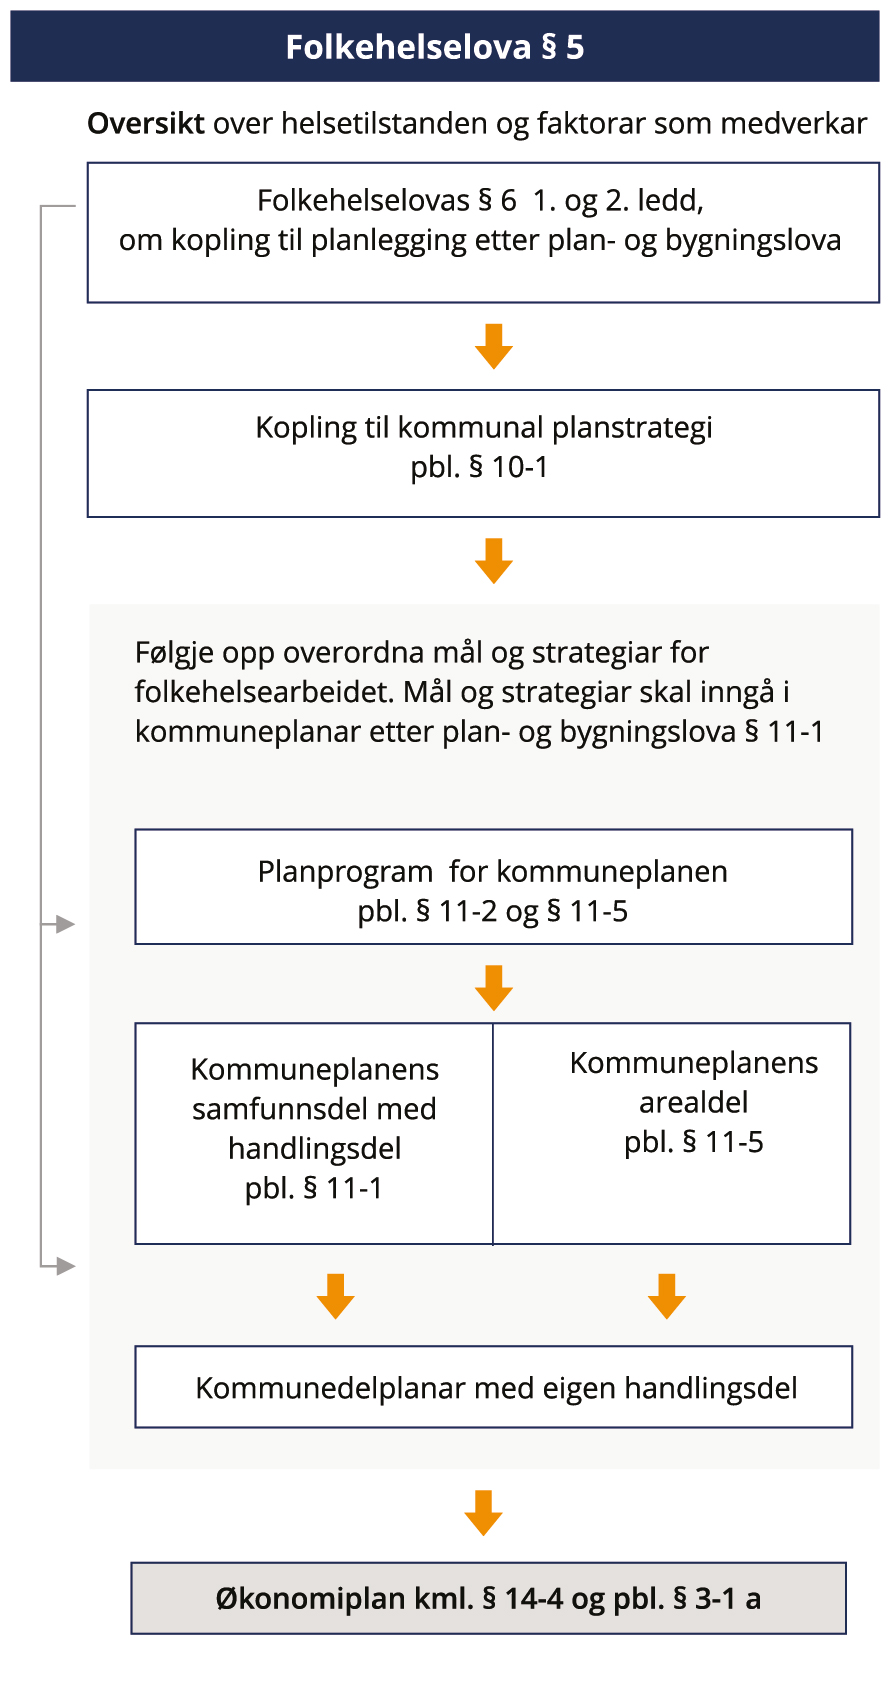 Folkehelselova § 5
Oversikt over helsetilstanden og faktorar som medverkar
Folkehelselovas § 6  1. og 2. ledd,
om kopling til planlegging etter plan- og bygningslova
Kopling til kommunal planstrategi
pbl. § 10-1
Følgje opp overordna mål og strategiar for
folkehelsearbeidet. Mål og strategiar skal inngå i
kommuneplanar etter plan- og bygningslova § 11-1
Planprogram  for kommuneplanen
pbl. § 11-2 og § 11-5
Kommuneplanens
samfunnsdel med
handlingsdel
pbl. § 11-1
Kommuneplanens
arealdel
pbl. § 11-5
Kommunedelplanar med eigen handlingsdel
Økonomiplan kml. § 14-4 og pbl. § 3-1 a